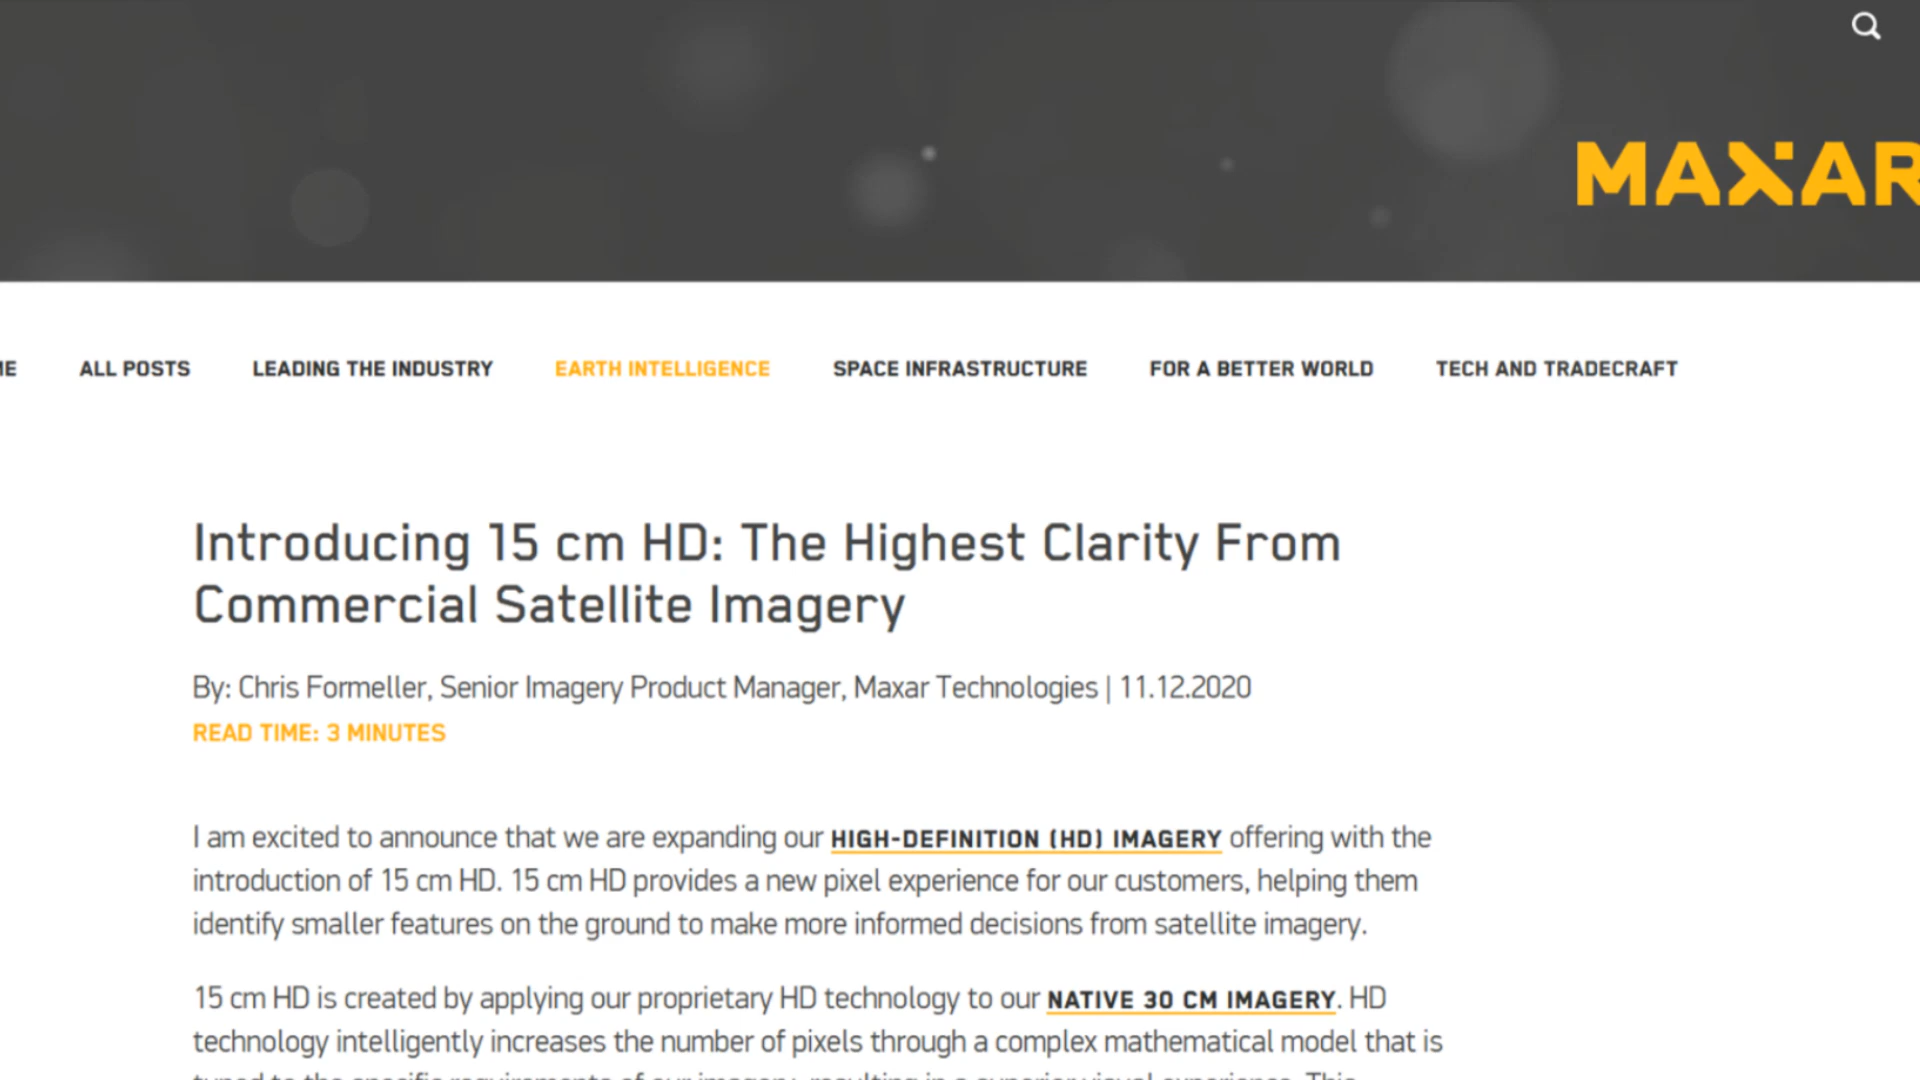 MAXAR
ALL POSTS LEADING THE INDUSTRY EARTH INTELLIGENCE SPACE INFRASTRUCTURE FOR A BETTER WORLD TECH AND TRADECRAFT
Introducing 15 cm HD: The Highest Clarity From
Commercial Satellite Imagery
By: Chris Formeller, Senior Imagery Product Manager, Maxar Technologies | 11.12.2020
READ TIME: 3 MINUTES
I am excited to announce that we are expanding our HIGH-DEFINITION (HD) IMAGERY offering with the
introduction of 15 cm HD. 15 cm HD provides a new pixel experience for our customers, helping them
identify smaller features on the ground to make more informed decisions from satellite imagery.
15 cm HD is created by applying our proprietary HD technology to our NATIVE 30 CM IMAGERY. HD
technology intelligently increases the number of pixels through a complex mathematical model that is